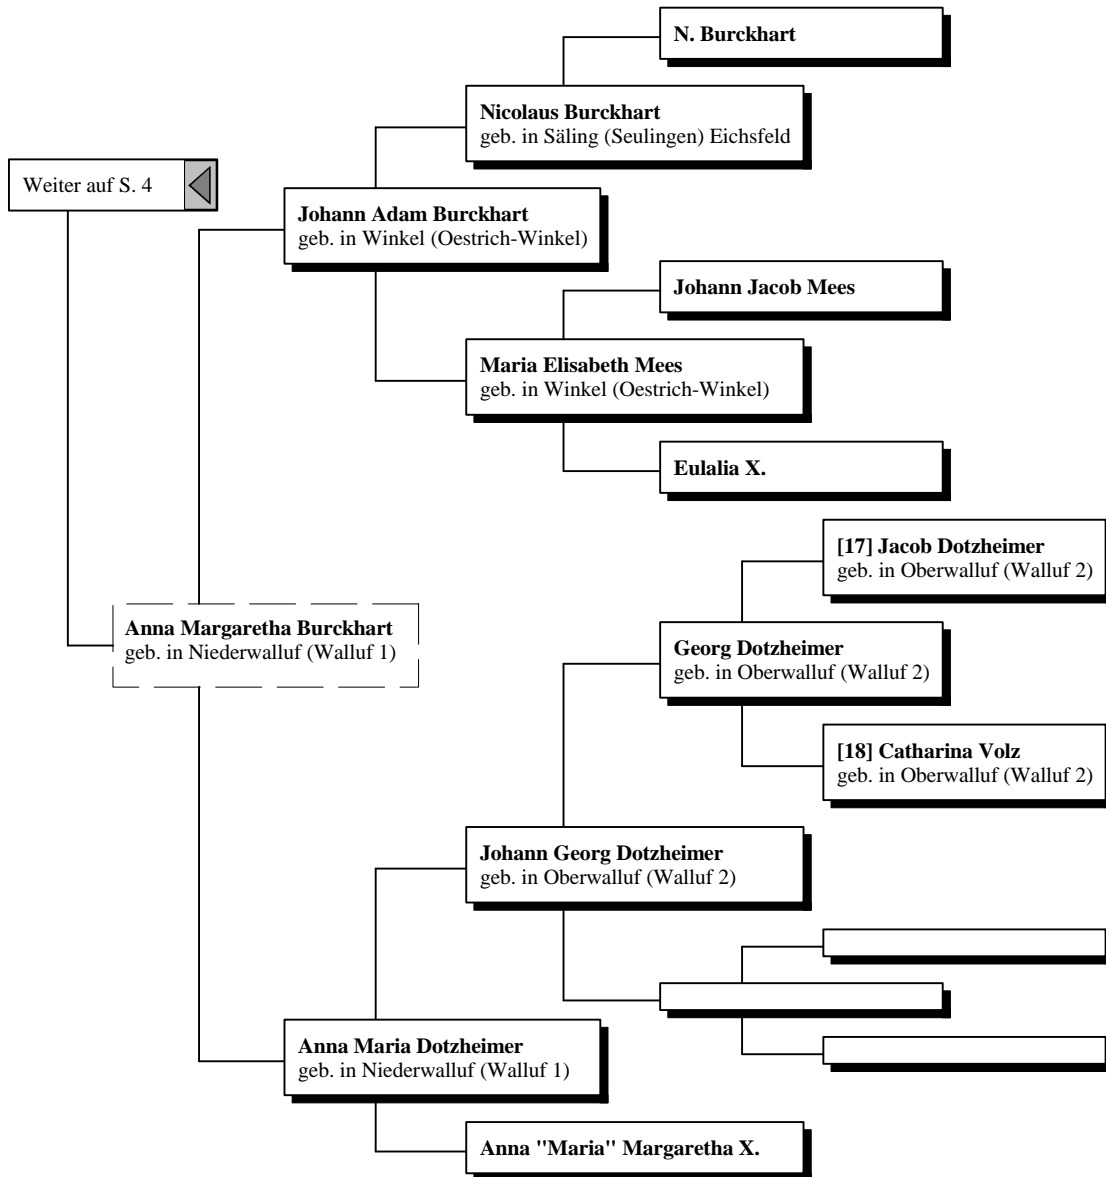 N. Burckhart
Nicolaus Burckhart
geb. in Säling (Seulingen) Eichsfeld
Weiter auf S. 4
Johann Adam Burckhart
geb. in Winkel (Oestrich-Winkel)
Johann Jacob Mees
Maria Elisabeth Mees
geb. in Winkel (Oestrich-Winkel)
Eulalia X.
[17] Jacob Dotzheimer
geb. in Oberwalluf (Walluf 2)
Anna Margaretha Burckhart
geb. in Niederwalluf (Walluf 1)
Georg Dotzheimer
geb. in Oberwalluf (Walluf 2)
[18] Catharina Volz
geb. in Oberwalluf (Walluf 2)
Johann Georg Dotzheimer
geb. in Oberwalluf (Walluf 2)
Anna Maria Dotzheimer
geb. in Niederwalluf (Walluf 1)
Anna "Maria" Margaretha X.